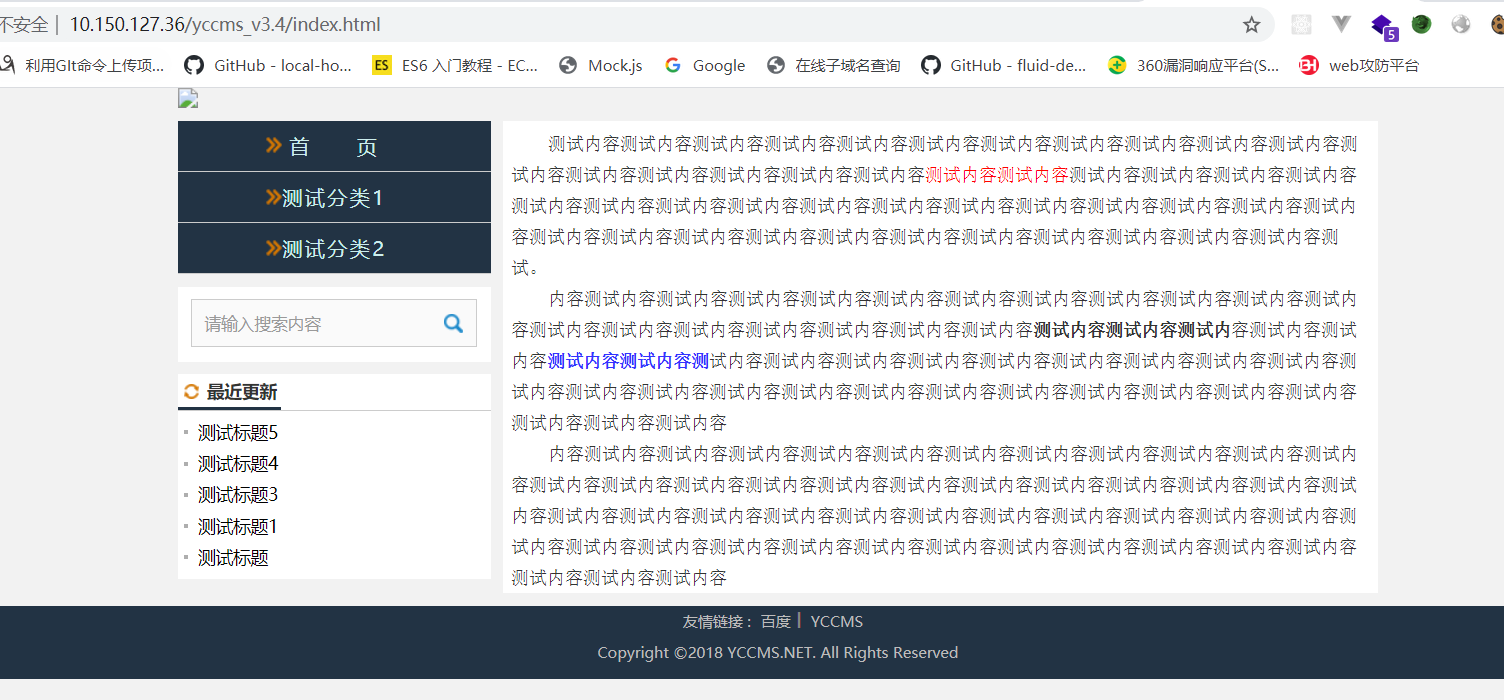 不安全 | 10.150.127.36/yccms_v3.4/index.html
5
利用GIt命令上传项... GitHub - local-ho... ES ES6 入门教程 - EC... Mock.js Google 在线子域名查询 GitHub - fluid-de... 360漏洞响应平台(S... web攻防平台
首 页
测试分类1
测试分类2
请输入搜索内容
最近更新
测试标题5
测试标题4
测试标题3
测试标题1
测试标题
测试内容测试内容测试内容测试内容测试内容测试内容测试内容测试内容测试内容测试内容测试内容测
试内容测试内容测试内容测试内容测试内容测试内容测试内容测试内容测试内容测试内容测试内容测试内容
测试内容测试内容测试内容测试内容测试内容测试内容测试内容测试内容测试内容测试内容测试内容测试内
容测试内容测试内容测试内容测试内容测试内容测试内容测试内容测试内容测试内容测试内容测试内容测
试。
内容测试内容测试内容测试内容测试内容测试内容测试内容测试内容测试内容测试内容测试内容测试内
容测试内容测试内容测试内容测试内容测试内容测试内容测试内容测试内容测试内容测试内容测试内容测试
内容测试内容测试内容测试内容测试内容测试内容测试内容测试内容测试内容测试内容测试内容测试内容测
试内容测试内容测试内容测试内容测试内容测试内容测试内容测试内容测试内容测试内容测试内容测试内容
测试内容测试内容测试内容
内容测试内容测试内容测试内容测试内容测试内容测试内容测试内容测试内容测试内容测试内容测试内
容测试内容测试内容测试内容测试内容测试内容测试内容测试内容测试内容测试内容测试内容测试内容测试
内容测试内容测试内容测试内容测试内容测试内容测试内容测试内容测试内容测试内容测试内容测试内容测
试内容测试内容测试内容测试内容测试内容测试内容测试内容测试内容测试内容测试内容测试内容测试内容
测试内容测试内容测试内容
友情链接： 百度 | YCCMS
Copyright ©2018 YCCMS.NET. All Rights Reserved